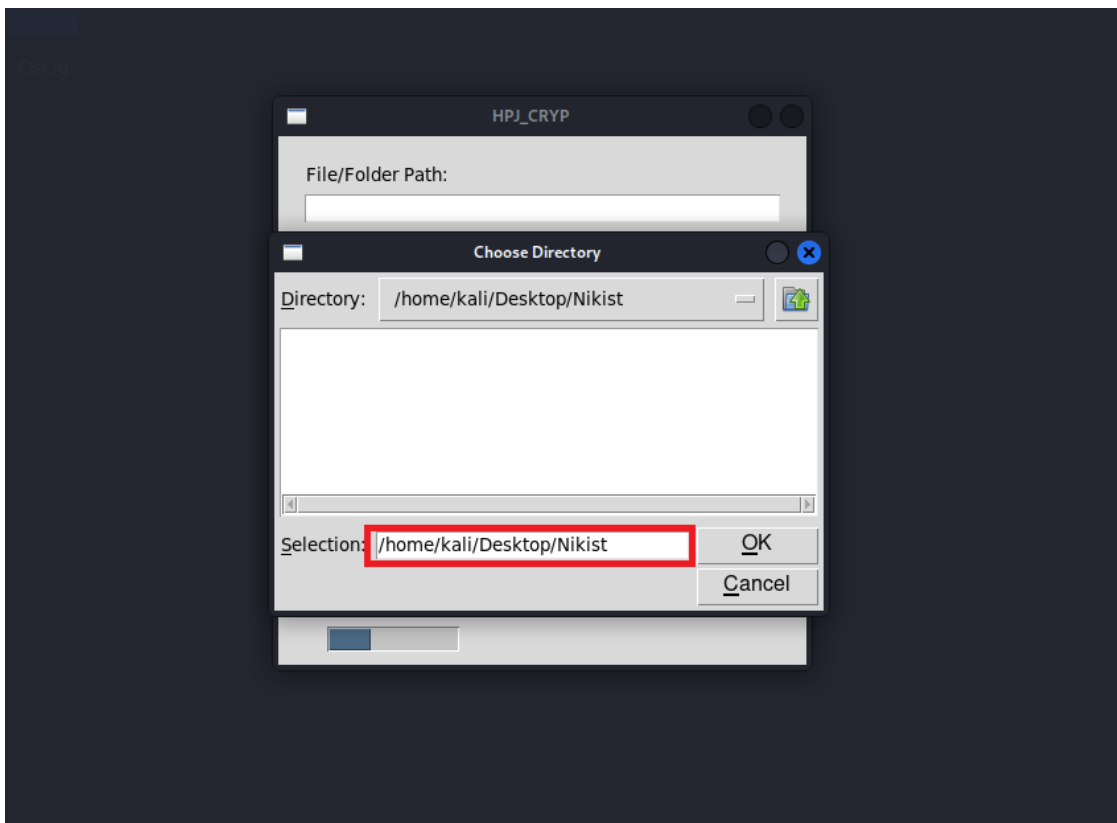 HPJ_CRYP
File/Folder Path:
Choose Directory
Directory: /home/kali/Desktop/Nikist
Selection: /home/kali/Desktop/Nikist OK
Cancel